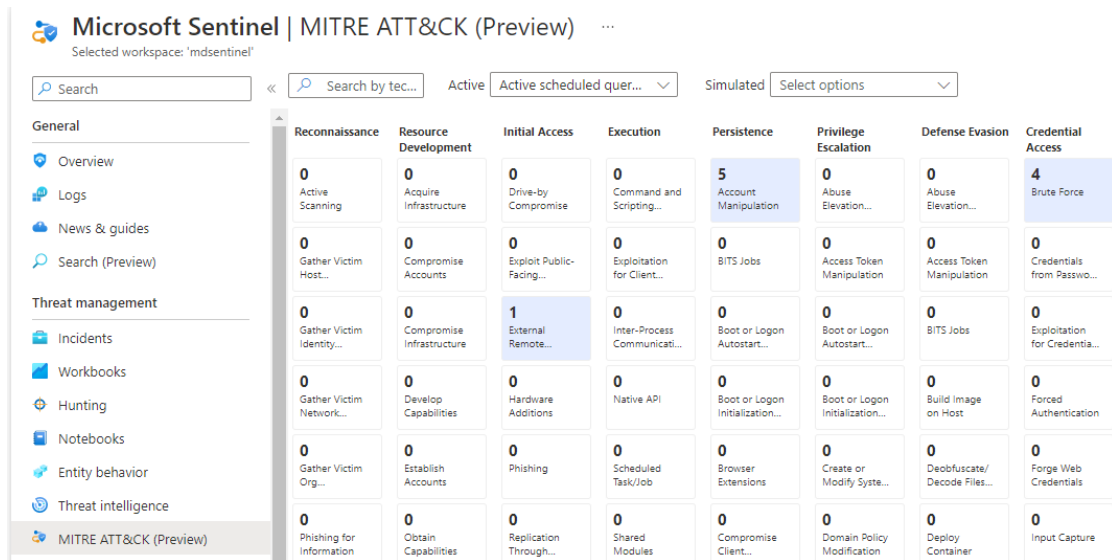 Microsoft Sentinel | MITRE ATT&CK (Preview) ...
Selected workspace: 'mdsentinel'
Search
«
Search by tec...
Active
Active scheduled quer...
Simulated
Select options
General
Overview
Logs
News & guides
Search (Preview)
Threat management
Incidents
Workbooks
Hunting
Notebooks
Entity behavior
Threat intelligence
MITRE ATT&CK (Preview)
Reconnaissance
0
Active
Scanning
0
Gather Victim
Host...
0
Gather Victim
Identity...
0
Gather Victim
Network...
0
Gather Victim
Org...
0
Phishing for
Information
Resource
Development
0
Acquire
Infrastructure
0
Compromise
Accounts
0
Compromise
Infrastructure
0
Develop
Capabilities
0
Establish
Accounts
0
Obtain
Capabilities
Initial Access
0
Drive-by
Compromise
0
Exploit Public-
Facing...
1
External
Remote...
0
Hardware
Additions
0
Phishing
0
Replication
Through...
Execution
0
Command and
Scripting...
0
Exploitation
for Client...
0
Inter-Process
Communicati...
0
Native API
0
Scheduled
Task/Job
0
Shared
Modules
Persistence
5
Account
Manipulation
0
BITS Jobs
0
Boot or Logon
Autostart...
0
Boot or Logon
Initialization...
0
Browser
Extensions
0
Compromise
Client...
Privilege
Escalation
0
Abuse
Elevation...
0
Access Token
Manipulation
0
Boot or Logon
Autostart...
0
Boot or Logon
Initialization...
0
Create or
Modify Syste...
0
Domain Policy
Modification
Defense Evasion
0
Abuse
Elevation...
0
Access Token
Manipulation
0
BITS Jobs
0
Build Image
on Host
0
Deobfuscate/
Decode Files...
0
Deploy
Container
Credential
Access
4
Brute Force
0
Credentials
from Passwo...
0
Exploitation
for Credentia...
0
Forced
Authentication
0
Forge Web
Credentials
0
Input Capture